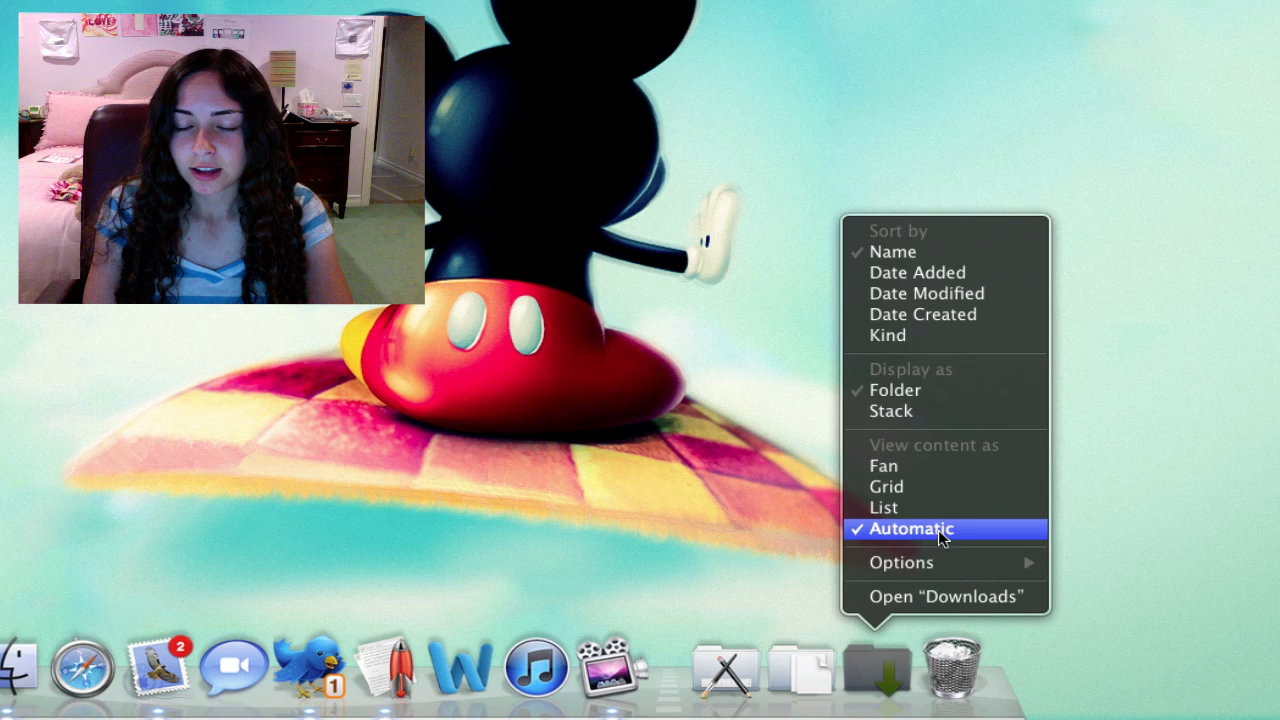 LOVE
Sort by
✓ Name
Date Added
Date Modified
Date Created
Kind
Display as
✓ Folder
Stack
View content as
Fan
Grid
List
✓ Automatic
Options
Open “Downloads”
2
1
W